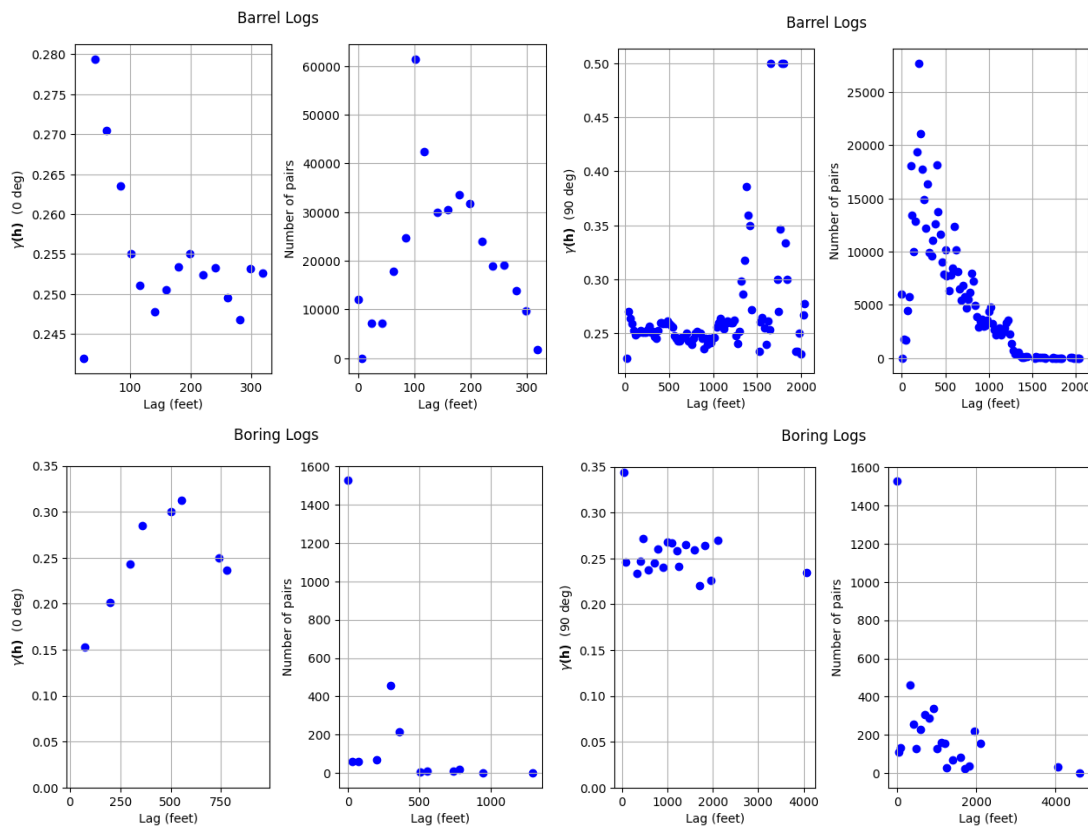 Barrel Logs
γ(h) (0 deg)
0.280
0.275
0.270
0.265
0.260
0.255
0.250
0.245
100 200 300
Lag (feet)
Number of pairs
60000
50000
40000
30000
20000
10000
0
0 100 200 300
Lag (feet)
Barrel Logs
γ(h) (90 deg)
0.50
0.45
0.40
0.35
0.30
0.25
0 500 1000 1500 2000
Lag (feet)
Number of pairs
25000
20000
15000
10000
5000
0
0 500 1000 1500 2000
Lag (feet)
Boring Logs
γ(h) (0 deg)
0.35
0.30
0.25
0.20
0.15
0.10
0.05
0.00
0 250 500 750
Lag (feet)
Number of pairs
1600
1400
1200
1000
800
600
400
200
0
0 500 1000
Lag (feet)
Boring Logs
γ(h) (90 deg)
0.35
0.30
0.25
0.20
0.15
0.10
0.05
0.00
0 1000 2000 3000 4000
Lag (feet)
Number of pairs
1600
1400
1200
1000
800
600
400
200
0
0 2000 4000
Lag (feet)